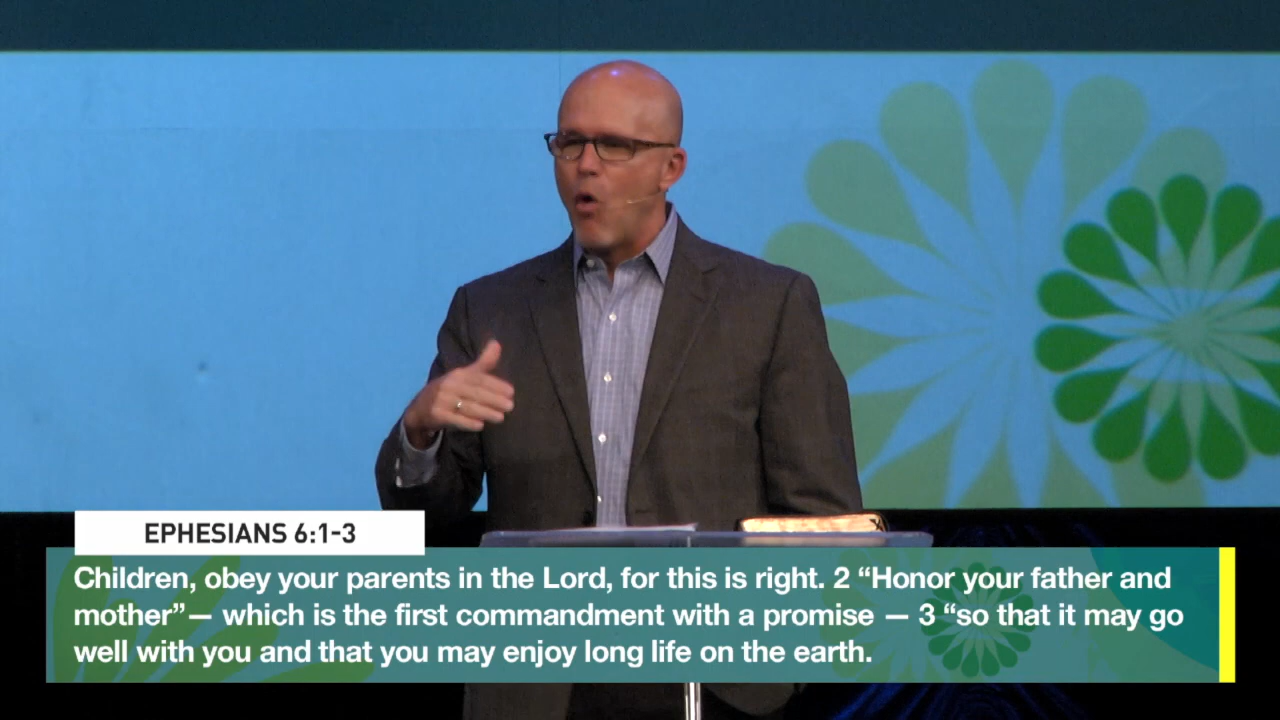 EPHESIANS 6:1-3
Children, obey your parents in the Lord, for this is right. 2 “Honor your father and
mother”— which is the first commandment with a promise — 3 “so that it may go
well with you and that you may enjoy long life on the earth.